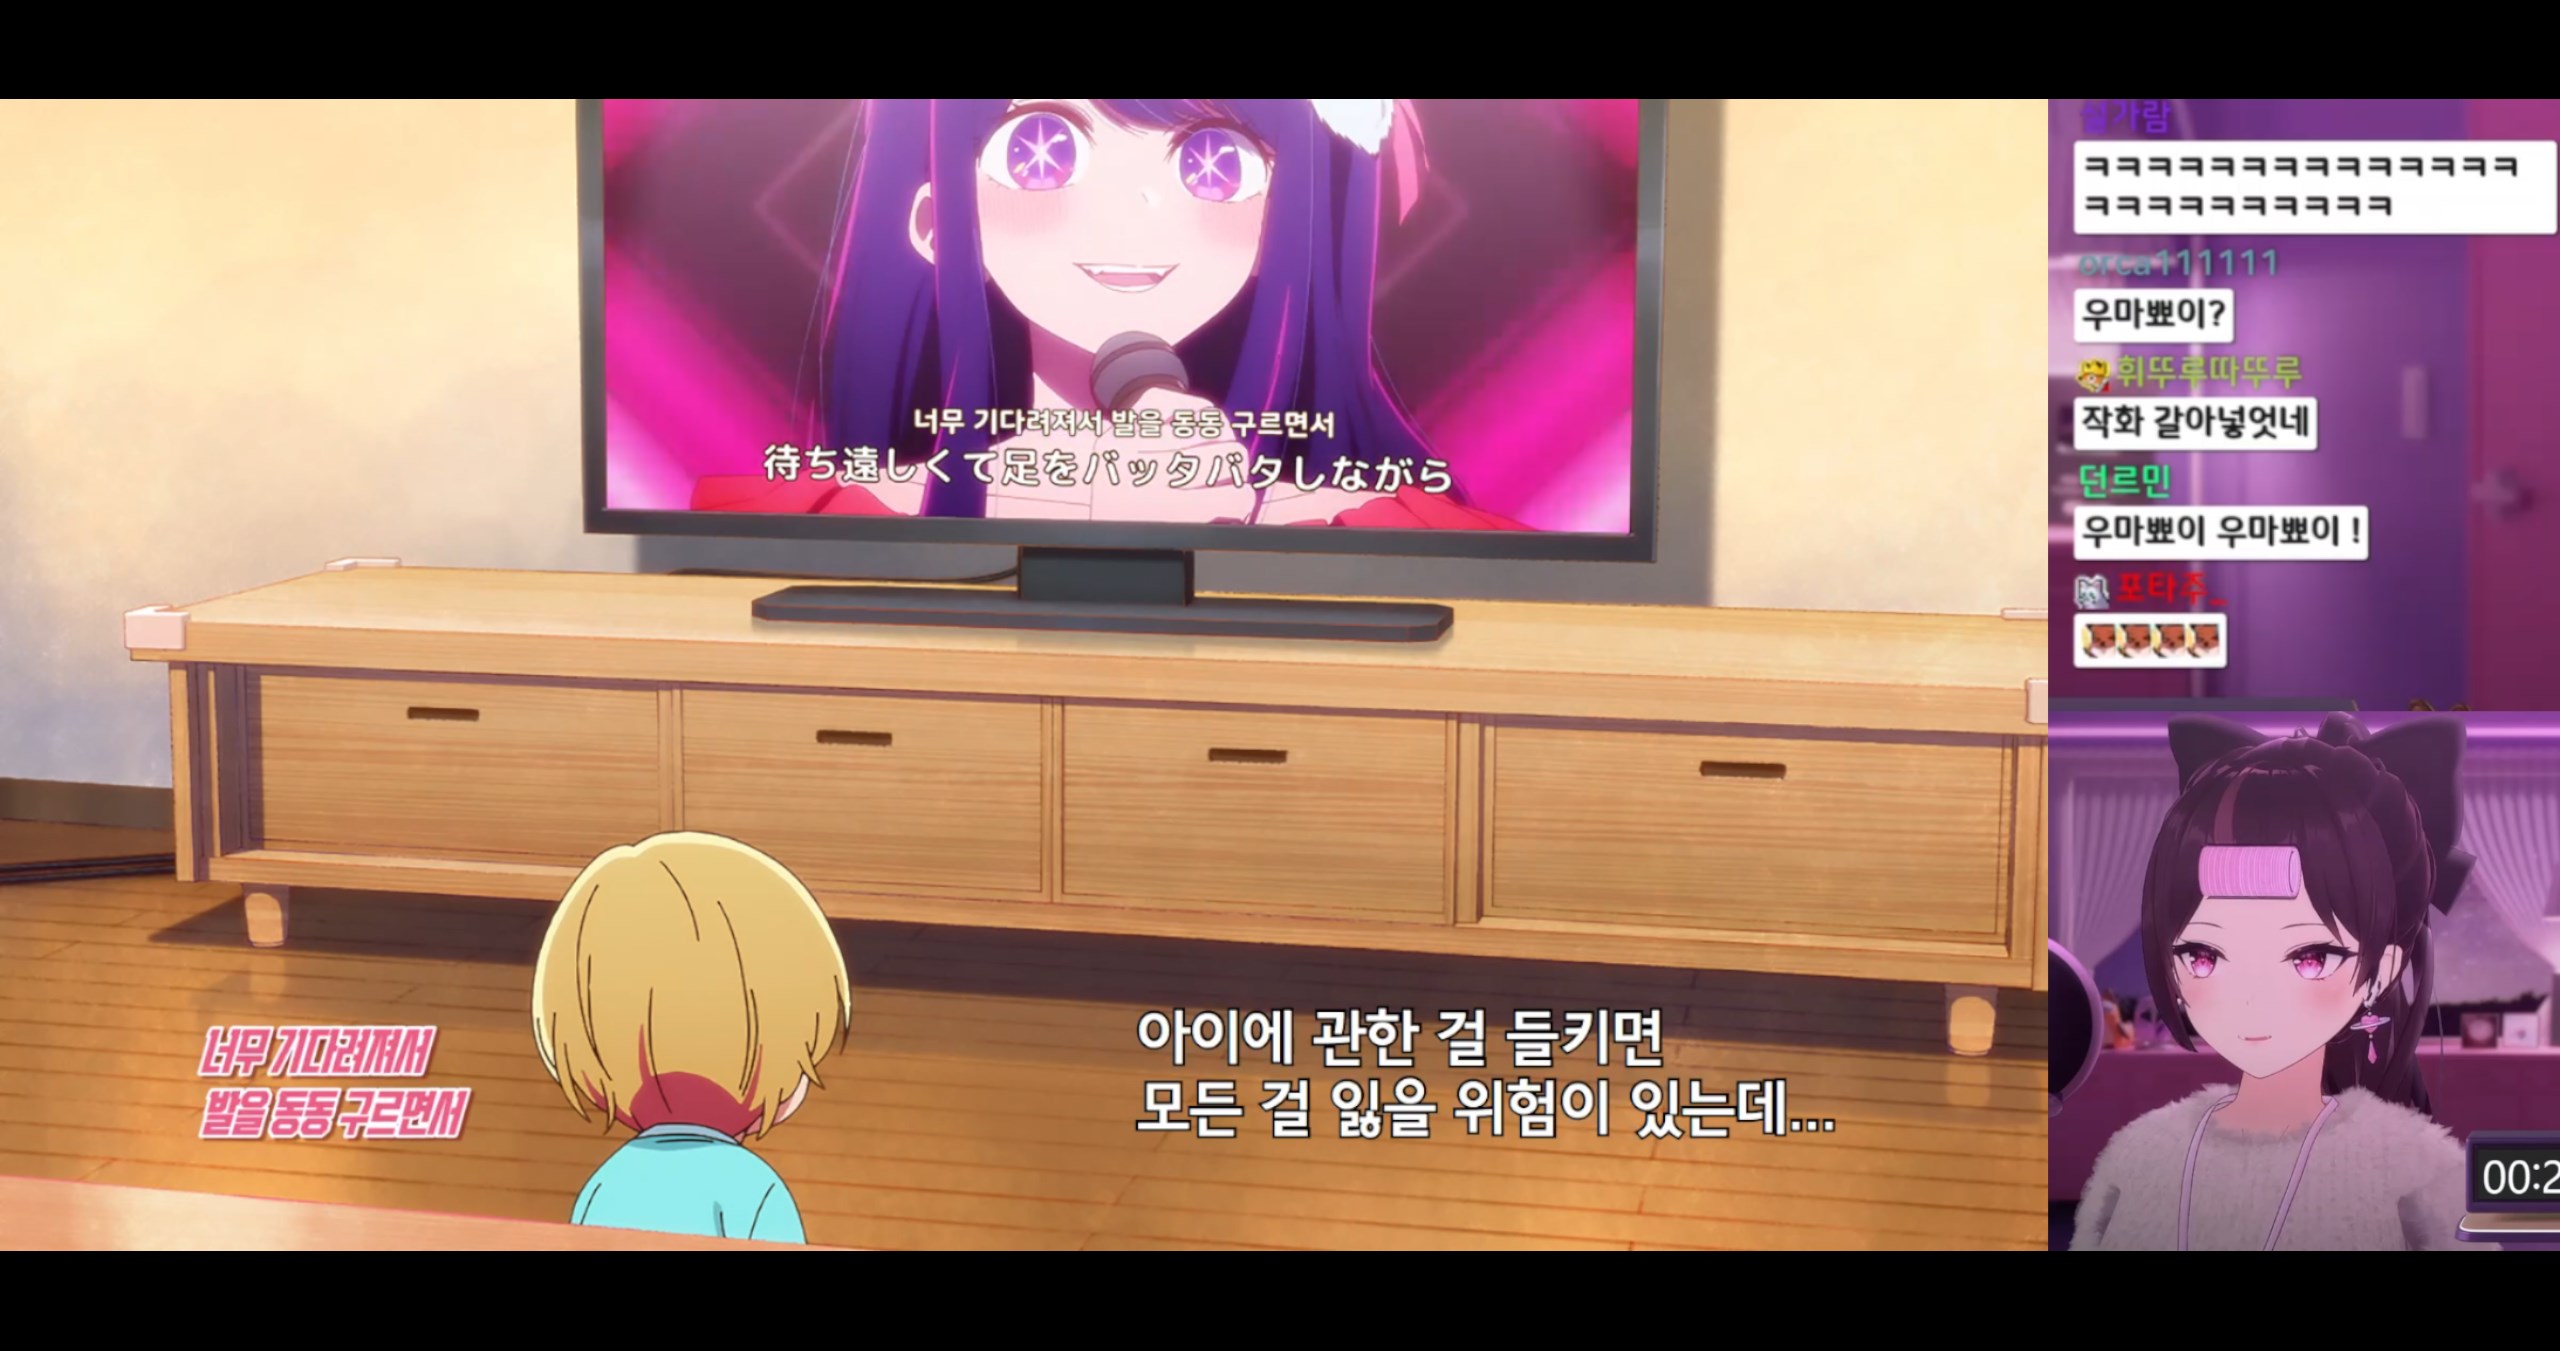 너무 기다려져서 발을 동동 구르면서
待ち遠しくて足をバッタバタしながら
너무 기다려져서
발을 동동 구르면서
아이에 관한 걸 들키면
모든 걸 잃을 위험이 있는데...
ㅋㅋㅋㅋㅋㅋㅋㅋㅋㅋㅋㅋㅋㅋ
ㅋㅋㅋㅋㅋㅋㅋㅋㅋㅋ
orca111111
우마뾰이?
휘뚜루따뚜루
작화 갈아넣엇네
던르민
우마뾰이 우마뾰이 !
포타주_
00:2